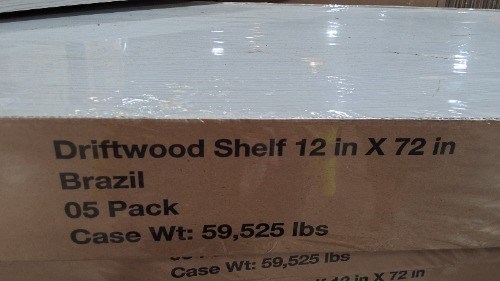 Driftwood Shelf 12 in X 72 in
Brazil
05 Pack
Case Wt: 59,525 lbs
Case Wt: 59,525 lbs
12 in X 72 in